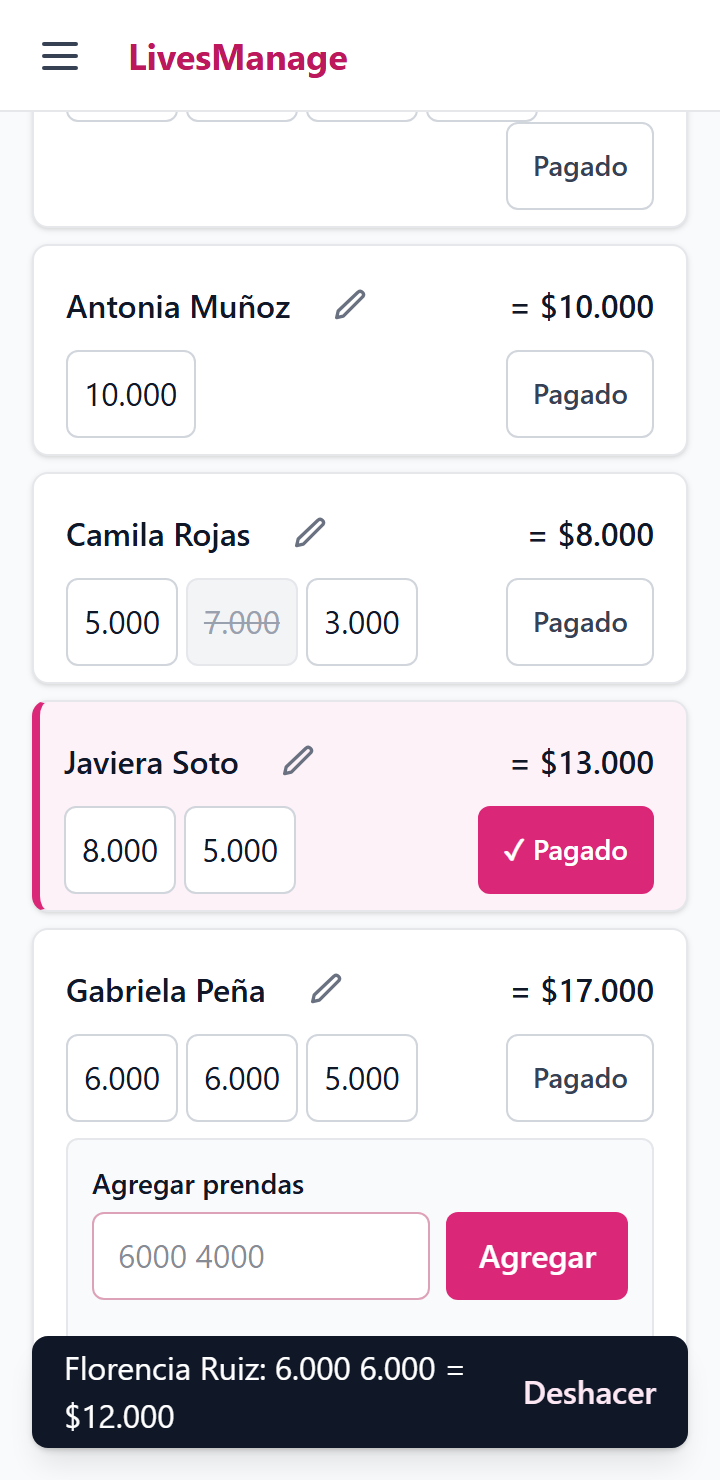 LivesManage
Pagado
Antonia Muñoz = $10.000
10.000 Pagado
Camila Rojas = $8.000
5.000 7.000 3.000 Pagado
Javiera Soto = $13.000
8.000 5.000 ✓ Pagado
Gabriela Peña = $17.000
6.000 6.000 5.000 Pagado
Agregar prendas
6000 4000 Agregar
Florencia Ruiz: 6.000 6.000 =
$12.000
Deshacer